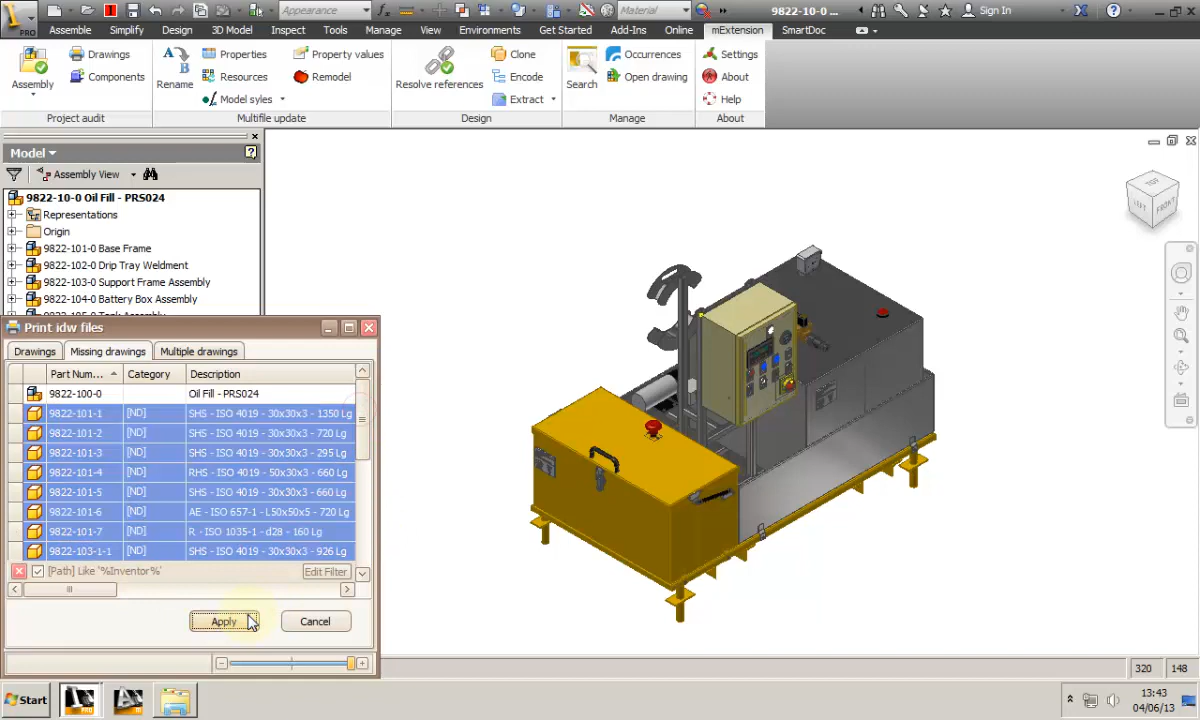 Appearance
Material
9822-10-0 ...
Sign In
PRO
Assembly Simplify Design 3D Model Inspect Tools Manage View Environments Get Started Add-Ins Online mExtension SmartDoc
Assembly
Drawings
Components
Project audit
Rename
Properties
Resources
Model syles
Property values
Remodel
Multifile update
Resolve references
Clone
Encode
Extract
Design
Search
Occurrences
Open drawing
Manage
Settings
About
Help
About
Model
Assembly View
9822-10-0 Oil Fill - PRS024
Representations
Origin
9822-101-0 Base Frame
9822-102-0 Drip Tray Weldment
9822-103-0 Support Frame Assembly
9822-104-0 Battery Box Assembly
TOP
LEFT
FRONT
Print idw files
Drawings Missing drawings Multiple drawings
Part Num... Category Description
9822-100-0 Oil Fill - PRS024
9822-101-1 [ND] SHS - ISO 4019 - 30x30x3 - 1350 Lg
9822-101-2 [ND] SHS - ISO 4019 - 30x30x3 - 720 Lg
9822-101-3 [ND] SHS - ISO 4019 - 30x30x3 - 295 Lg
9822-101-4 [ND] RHS - ISO 4019 - 50x30x3 - 660 Lg
9822-101-5 [ND] SHS - ISO 4019 - 30x30x3 - 660 Lg
9822-101-6 [ND] AE - ISO 657-1 - L50x50x5 - 720 Lg
9822-101-7 [ND] R - ISO 1035-1 - d28 - 160 Lg
9822-103-1-1 [ND] SHS - ISO 4019 - 30x30x3 - 926 Lg
[Path] Like '%Inventor%' Edit Filter
Apply Cancel
320 148
Start
13:43
04/06/13